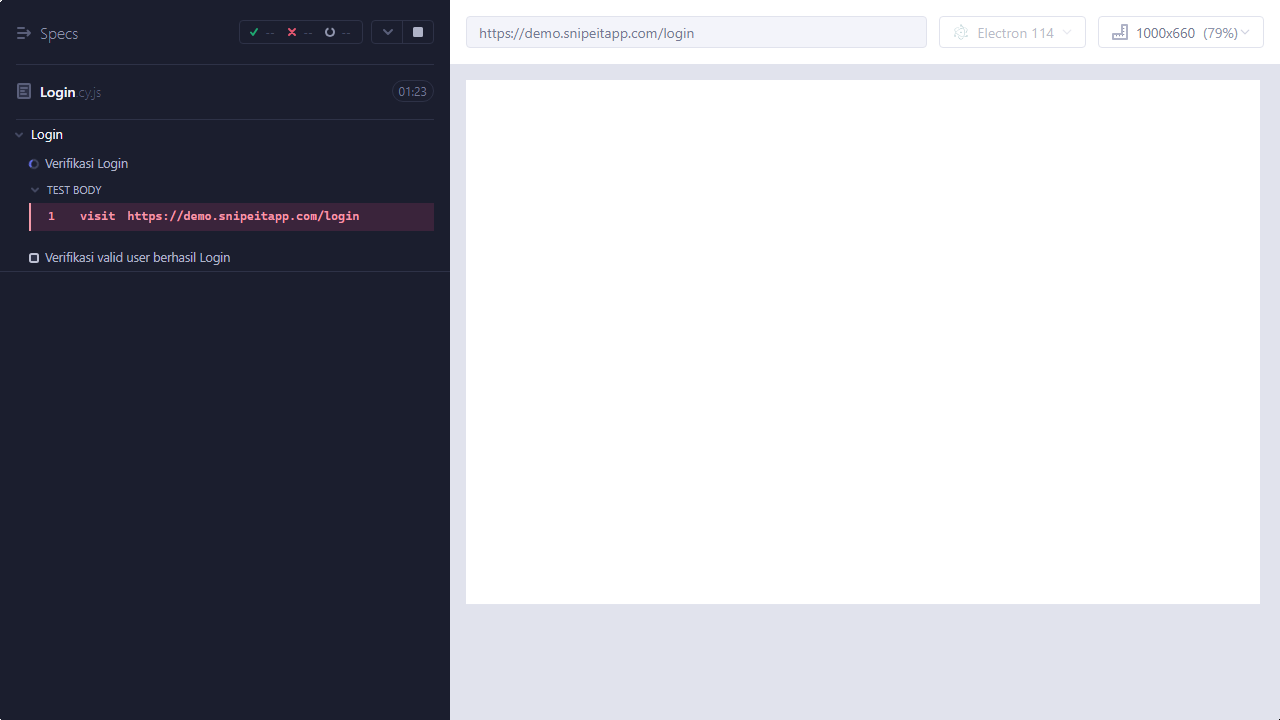 Specs
-- -- --
https://demo.snipeitapp.com/login
Electron 114
1000x660 (79%)
Login.cy.js
01:23
Login
Verifikasi Login
TEST BODY
1 visit https://demo.snipeitapp.com/login
Verifikasi valid user berhasil Login